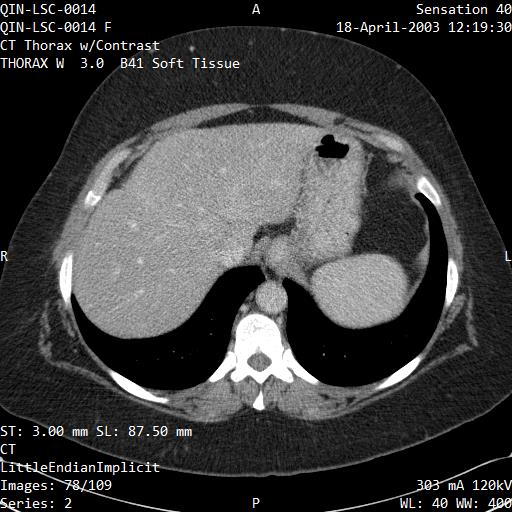 QIN-LSC-0014
A
Sensation 40
QIN-LSC-0014 F
18-April-2003 12:19:30
CT Thorax w/Contrast
THORAX W  3.0  B41 Soft Tissue
R
L
ST: 3.00 mm SL: 87.50 mm
CT
LittleEndianImplicit
Images: 78/109
303 mA 120kV
Series: 2
P
WL: 40 WW: 400